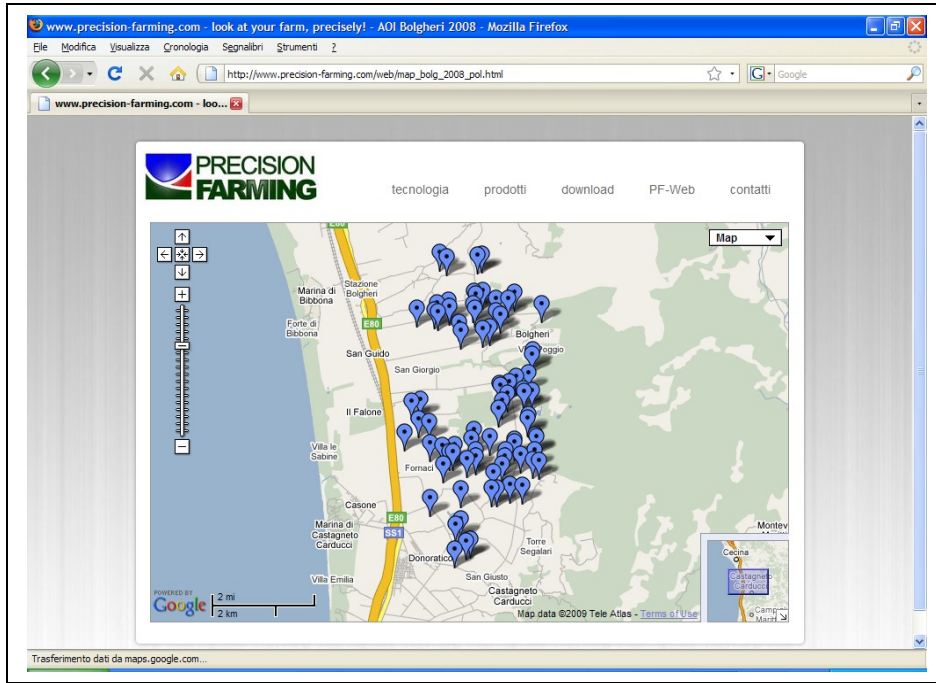 www.precision-farming.com - look at your farm, precisely! - AOI Bolgheri 2008 - Mozilla Firefox
File Modifica Visualizza Cronologia Segnalibri Strumenti ?
http://www.precision-farming.com/web/map_bolg_2008_pol.html
G Google
www.precision-farming.com - loo...
PRECISION
FARMING
tecnologia prodotti download PF-Web contatti
E80
Map
Stazione
Bolgheri
Marina di
Bibbona
Forte di
Bibbona
E80
Bolgheri
San Guido
San Giorgio
Il Falone
Villa le
Sabine
Fornaci
Casone
E80
SS1
Marina di
Castagneto
Carducci
Donoratico
Torre
Segalari
Villa Emilia
San Giusto
Castagneto
Carducci
Cecina
Castagneto
Carducci
POWERED BY
Google
2 mi
2 km
Map data ©2009 Tele Atlas - Terms of Use
Trasferimento dati da maps.google.com...